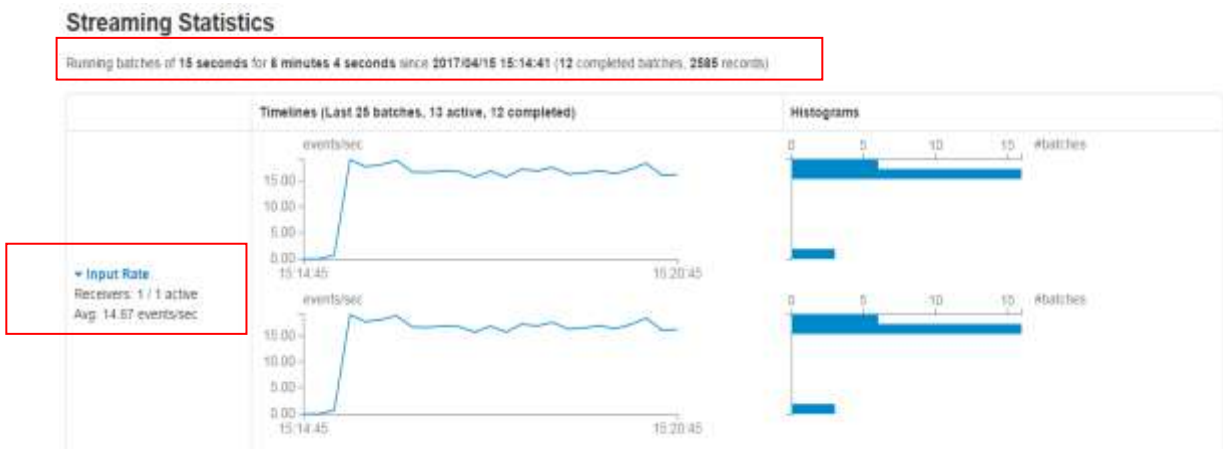 Streaming Statistics
Running batches of 15 seconds for 6 minutes 4 seconds since 2017/04/15 15:14:41 (12 completed batches, 2585 records)
Timelines (Last 25 batches, 13 active, 12 completed)
Histograms
events/sec
0 5 10 15 #batches
15.00
10.00
5.00
0.00
15:14:45 15:20:45
Input Rate
Receivers: 1 / 1 active
Avg: 14.67 events/sec
events/sec
0 5 10 15 #batches
15.00
10.00
5.00
0.00
15:14:45 15:20:45